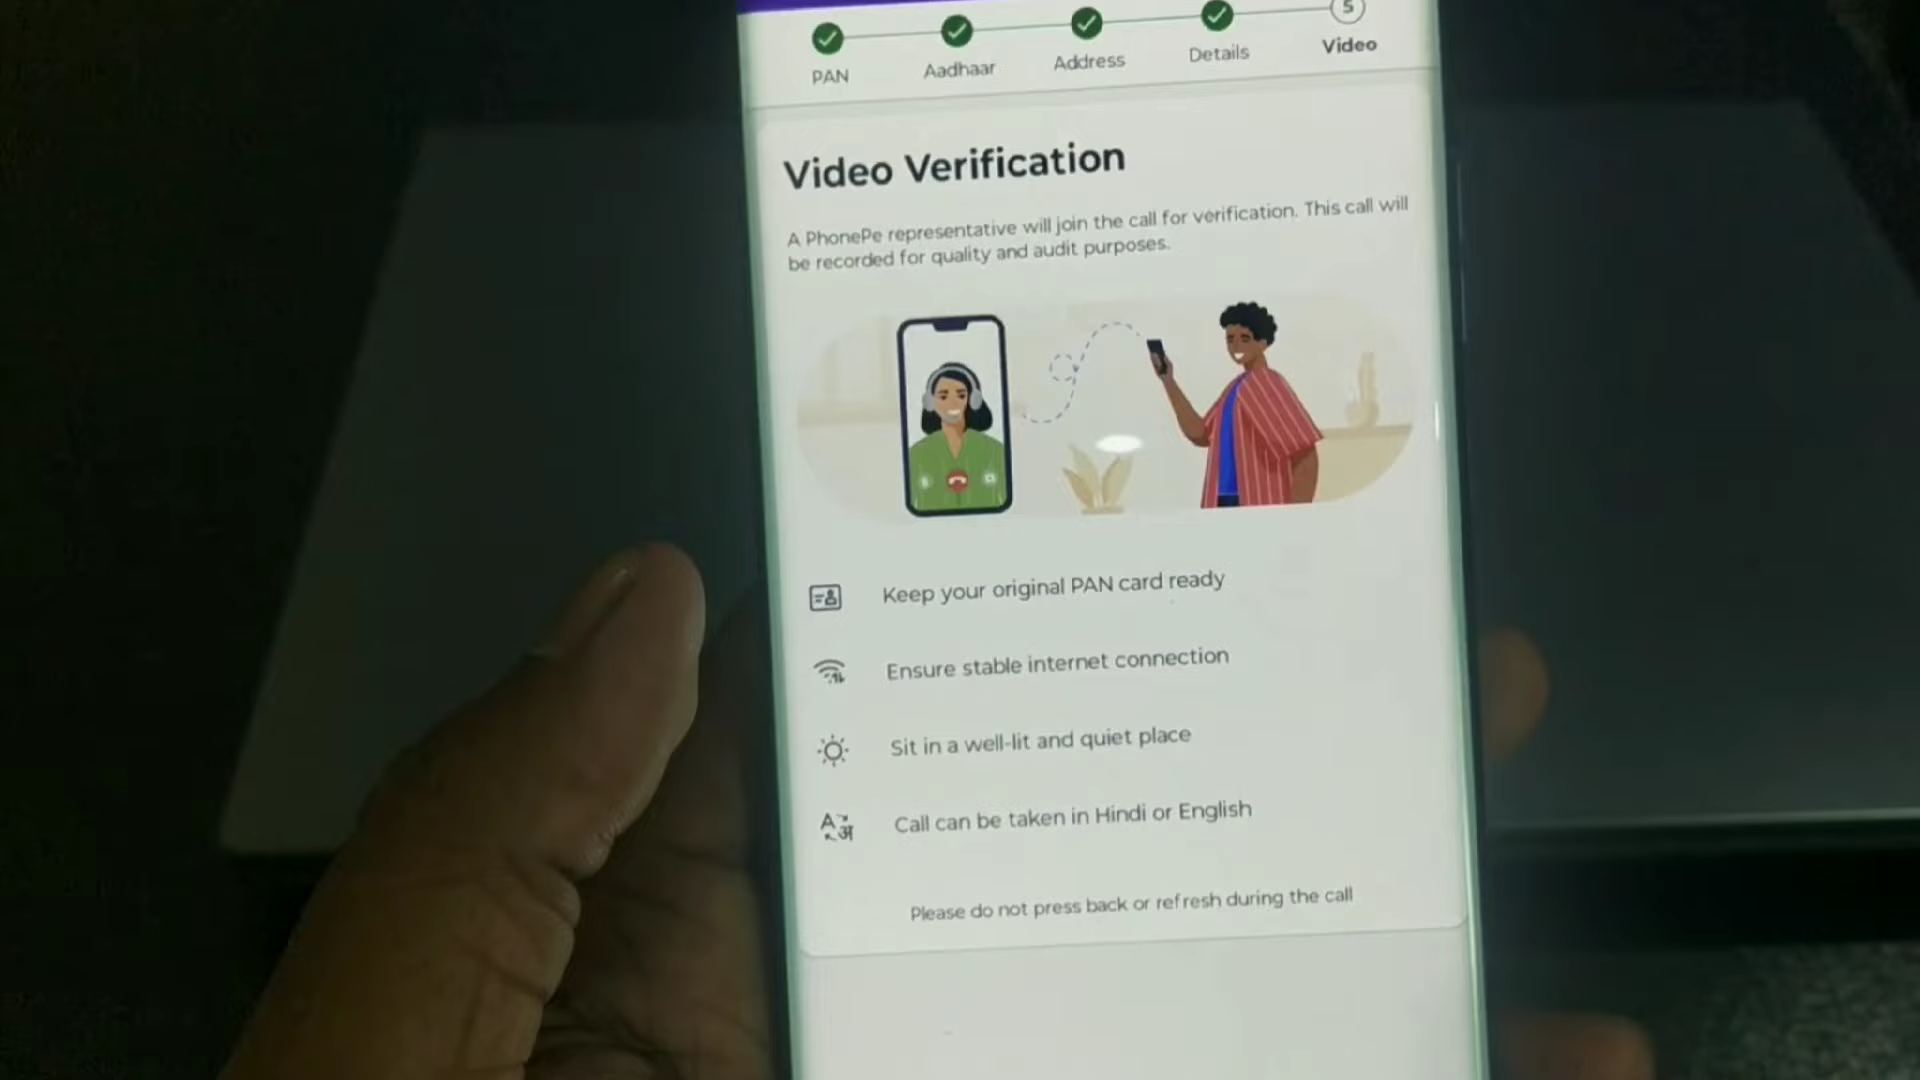 5
PAN Aadhaar Address Details Video
Video Verification
A PhonePe representative will join the call for verification. This call will
be recorded for quality and audit purposes.
Keep your original PAN card ready
Ensure stable internet connection
Sit in a well-lit and quiet place
A अ
Call can be taken in Hindi or English
Please do not press back or refresh during the call